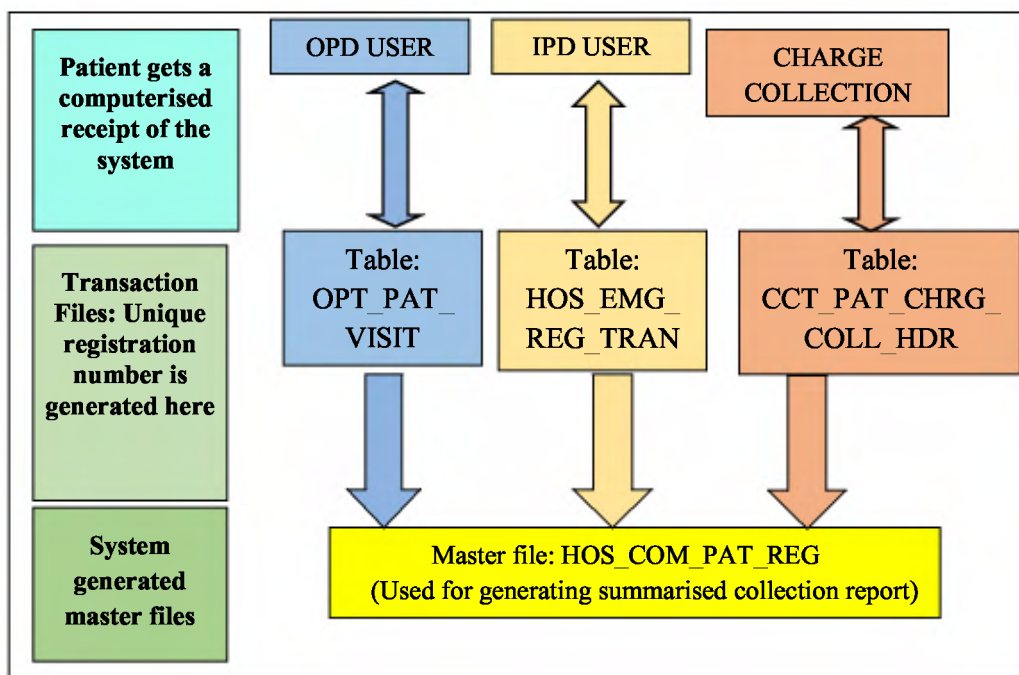 Patient gets a
computerised
receipt of the
system
OPD USER
IPD USER
CHARGE
COLLECTION
Transaction
Files: Unique
registration
number is
generated here
Table:
OPT_PAT_
VISIT
Table:
HOS_EMG_
REG_TRAN
Table:
CCT_PAT_CHRG_
COLL_HDR
System
generated
master files
Master file: HOS_COM_PAT_REG
(Used for generating summarised collection report)